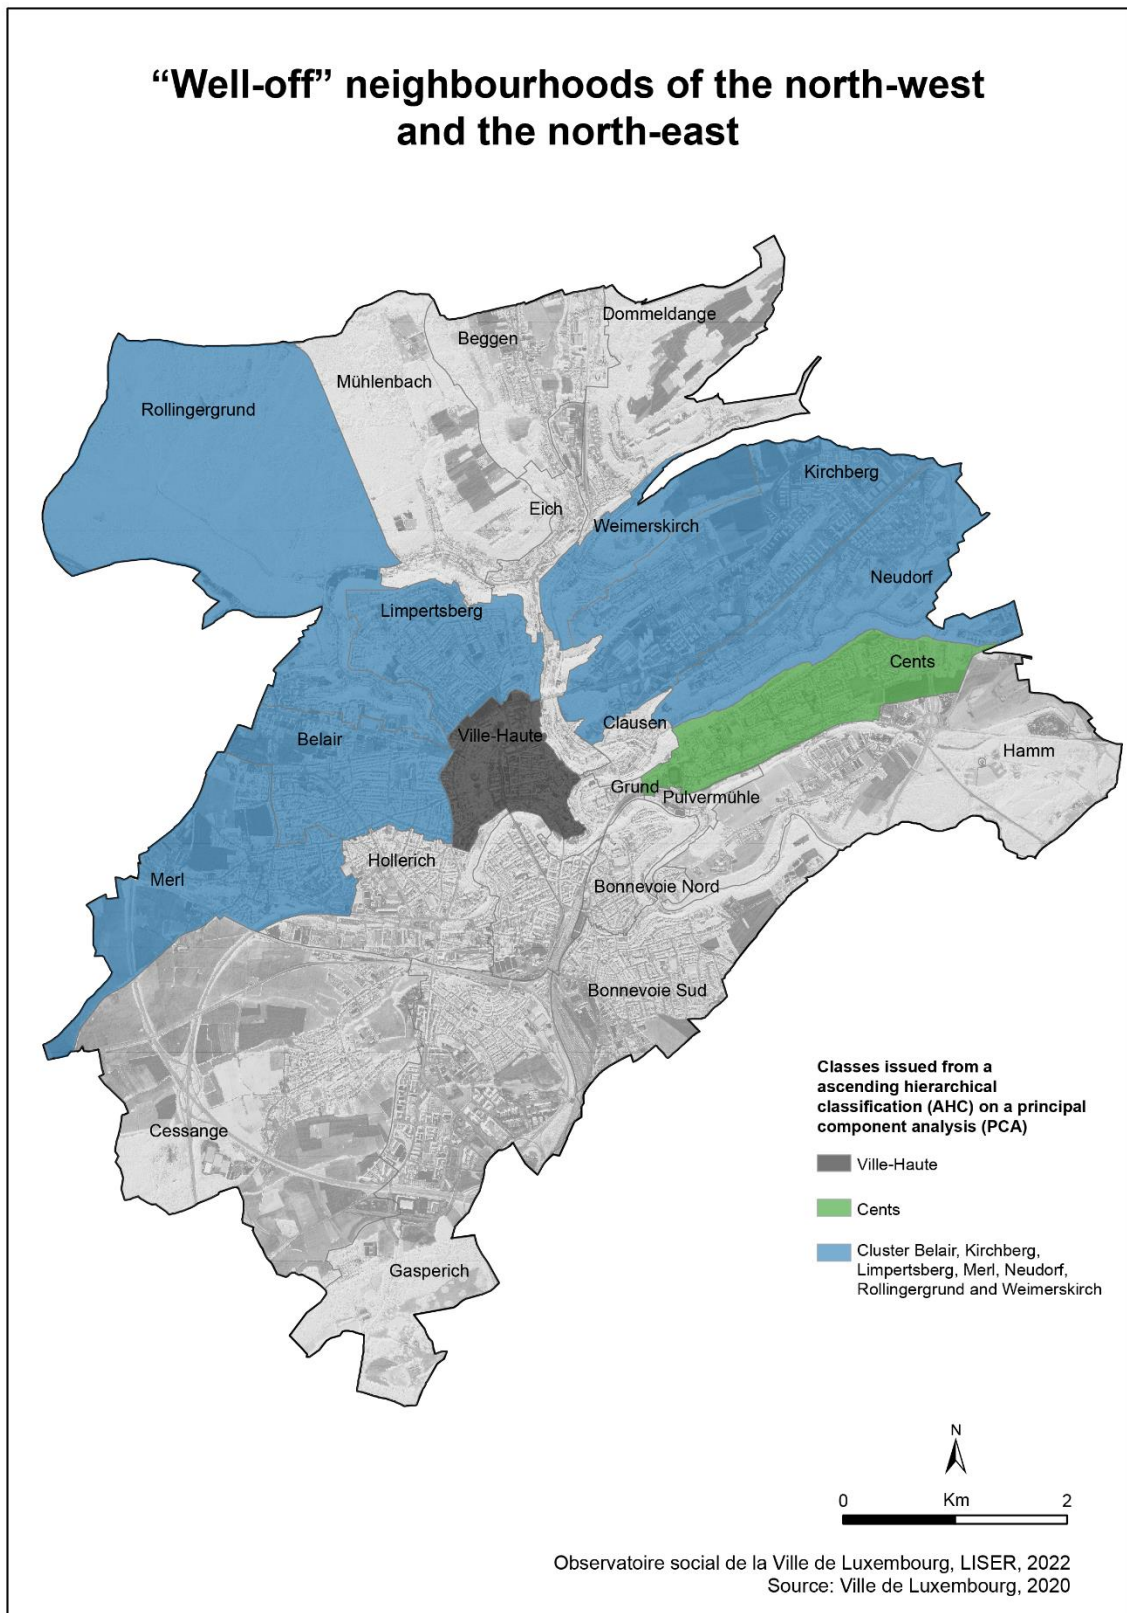 “Well-off” neighbourhoods of the north-west
and the north-east
Dommeldange
Beggen
Mühlenbach
Rollingergrund
Kirchberg
Eich
Weimerskirch
Neudorf
Limpertsberg
Cents
Clausen
Belair
Ville-Haute
Hamm
Grund
Pulvermühle
Hollerich
Merl
Bonnevoie Nord
Bonnevoie Sud
Cessange
Gasperich
Classes issued from a
ascending hierarchical
classification (AHC) on a principal
component analysis (PCA)
Ville-Haute
Cents
Cluster Belair, Kirchberg,
Limpertsberg, Merl, Neudorf,
Rollingergrund and Weimerskirch
N
0 Km 2
Observatoire social de la Ville de Luxembourg, LISER, 2022
Source: Ville de Luxembourg, 2020